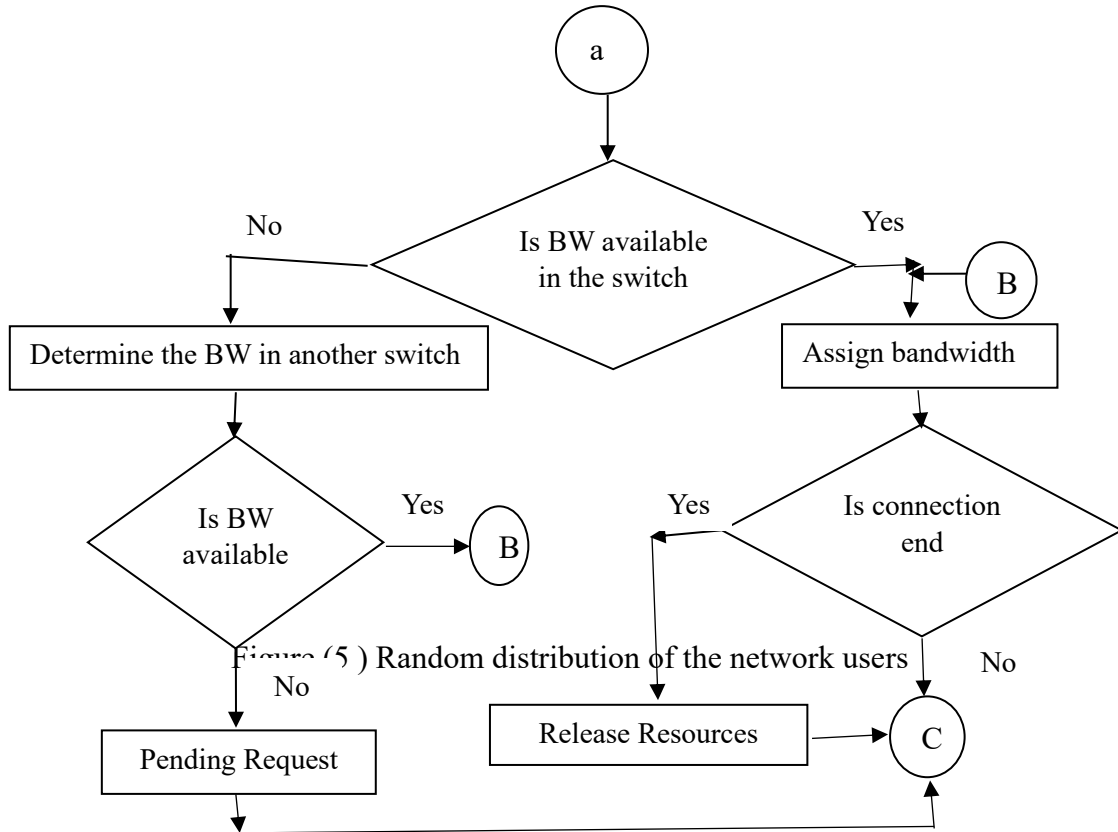 a
No
Yes
Is BW available
in the switch
B
Determine the BW in another switch
Assign bandwidth
Is BW
available
Yes
B
Yes
Is connection
end
(5 ) Random distribution of the network users
No
No
Release Resources
C
Pending Request